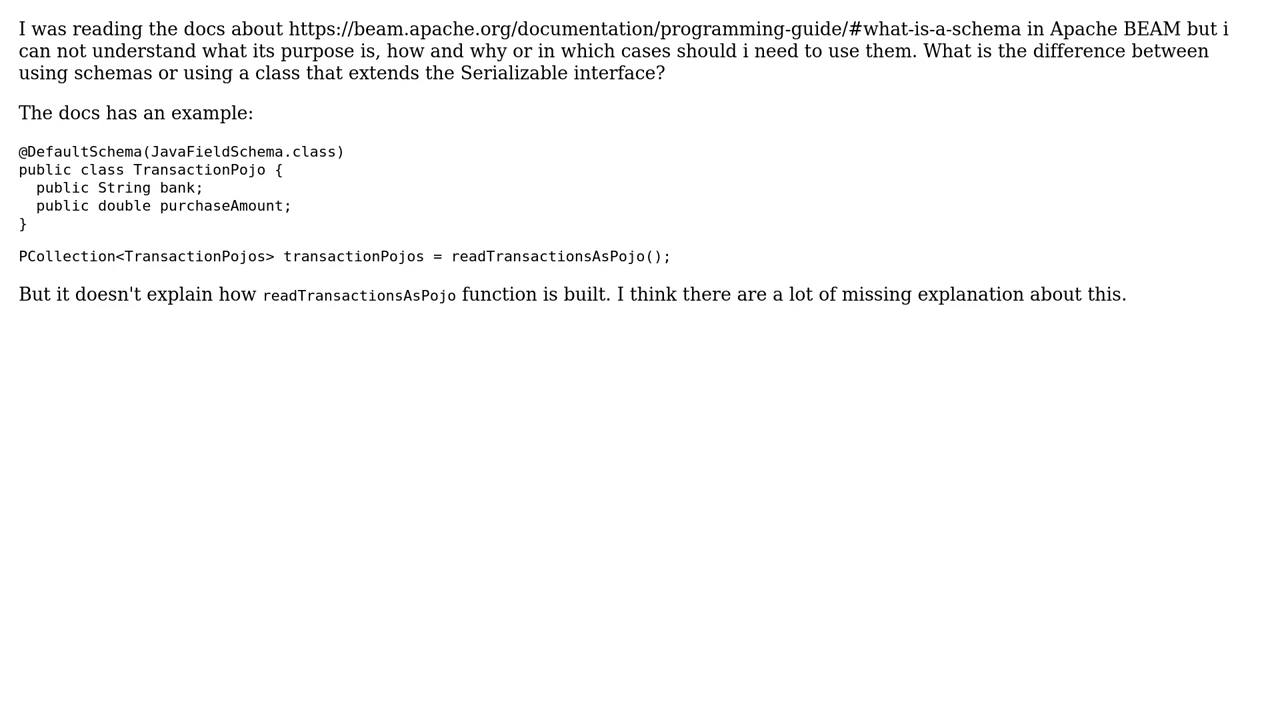 I was reading the docs about https://beam.apache.org/documentation/programming-guide/#what-is-a-schema in Apache BEAM but i
can not understand what its purpose is, how and why or in which cases should i need to use them. What is the difference between
using schemas or using a class that extends the Serializable interface?
The docs has an example:
@DefaultSchema(JavaFieldSchema.class)
public class TransactionPojo {
  public String bank;
  public double purchaseAmount;
}
PCollection<TransactionPojos> transactionPojos = readTransactionsAsPojo();
But it doesn't explain how readTransactionsAsPojo function is built. I think there are a lot of missing explanation about this.